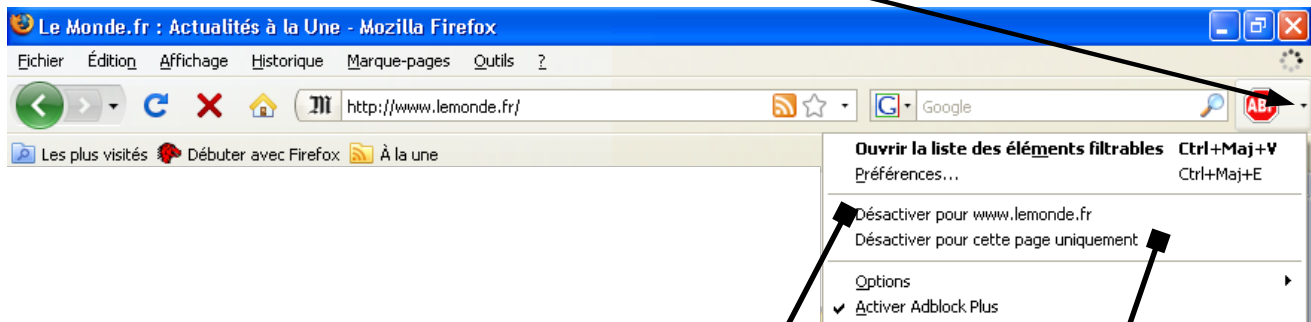 Le Monde.fr : Actualités à la Une - Mozilla Firefox
Fichier Édition Affichage Historique Marque-pages Outils ?
http://www.lemonde.fr/ G Google ABP
Les plus visités Débuter avec Firefox À la une
Ouvrir la liste des éléments filtrables Ctrl+Maj+V
Préférences... Ctrl+Maj+E
Désactiver pour www.lemonde.fr
Désactiver pour cette page uniquement
Options
Activer Adblock Plus